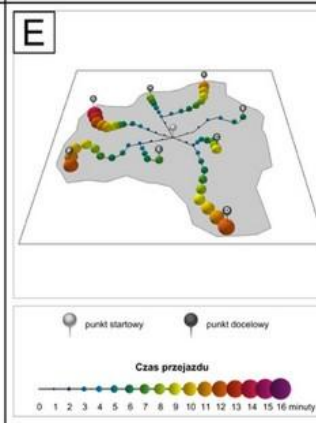 E
punkt startowy punkt docelowy
Czas przejazdu
0 1 2 3 4 5 6 7 8 9 10 11 12 13 14 15 16 minuty